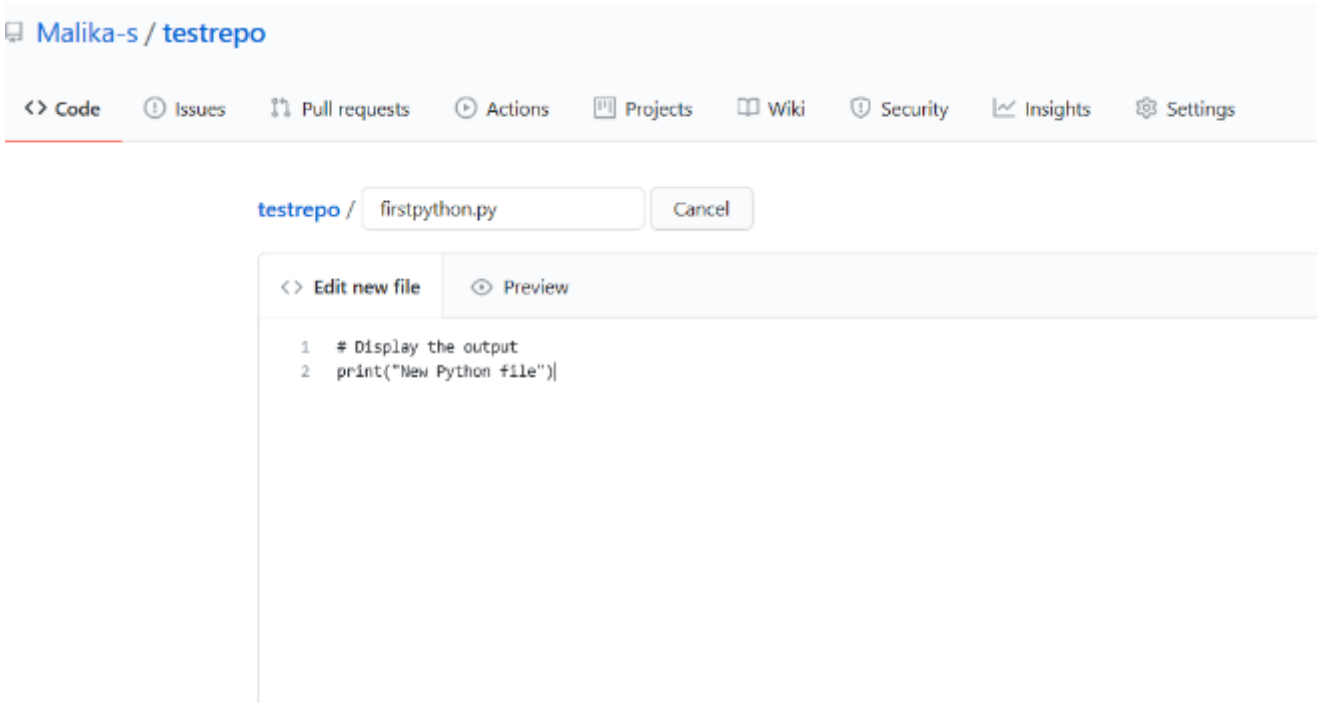 Malika-s / testrepo
<> Code Issues Pull requests Actions Projects Wiki Security Insights Settings
testrepo / firstpython.py Cancel
<> Edit new file Preview
1 # Display the output
2 print("New Python file")